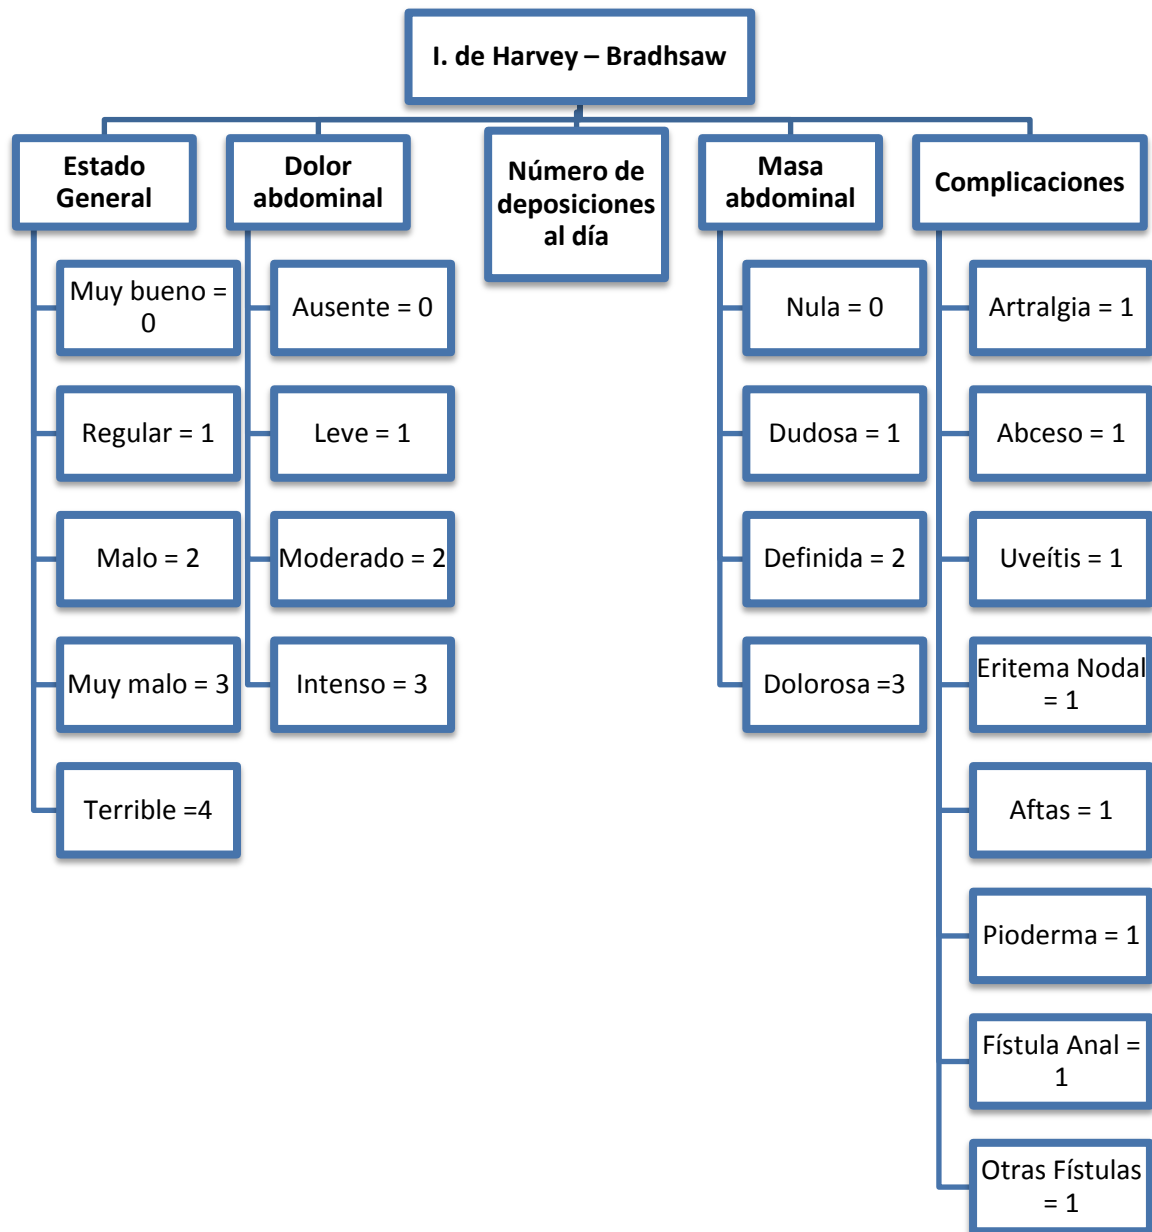 I. de Harvey – Bradhsaw
Estado
General
Muy bueno =
0
Regular = 1
Malo = 2
Muy malo = 3
Terrible =4
Dolor
abdominal
Ausente = 0
Leve = 1
Moderado = 2
Intenso = 3
Número de
deposiciones
al día
Masa
abdominal
Nula = 0
Dudosa = 1
Definida = 2
Dolorosa =3
Complicaciones
Artralgia = 1
Abceso = 1
Uveítis = 1
Eritema Nodal
= 1
Aftas = 1
Pioderma = 1
Fístula Anal =
1
Otras Fístulas
= 1